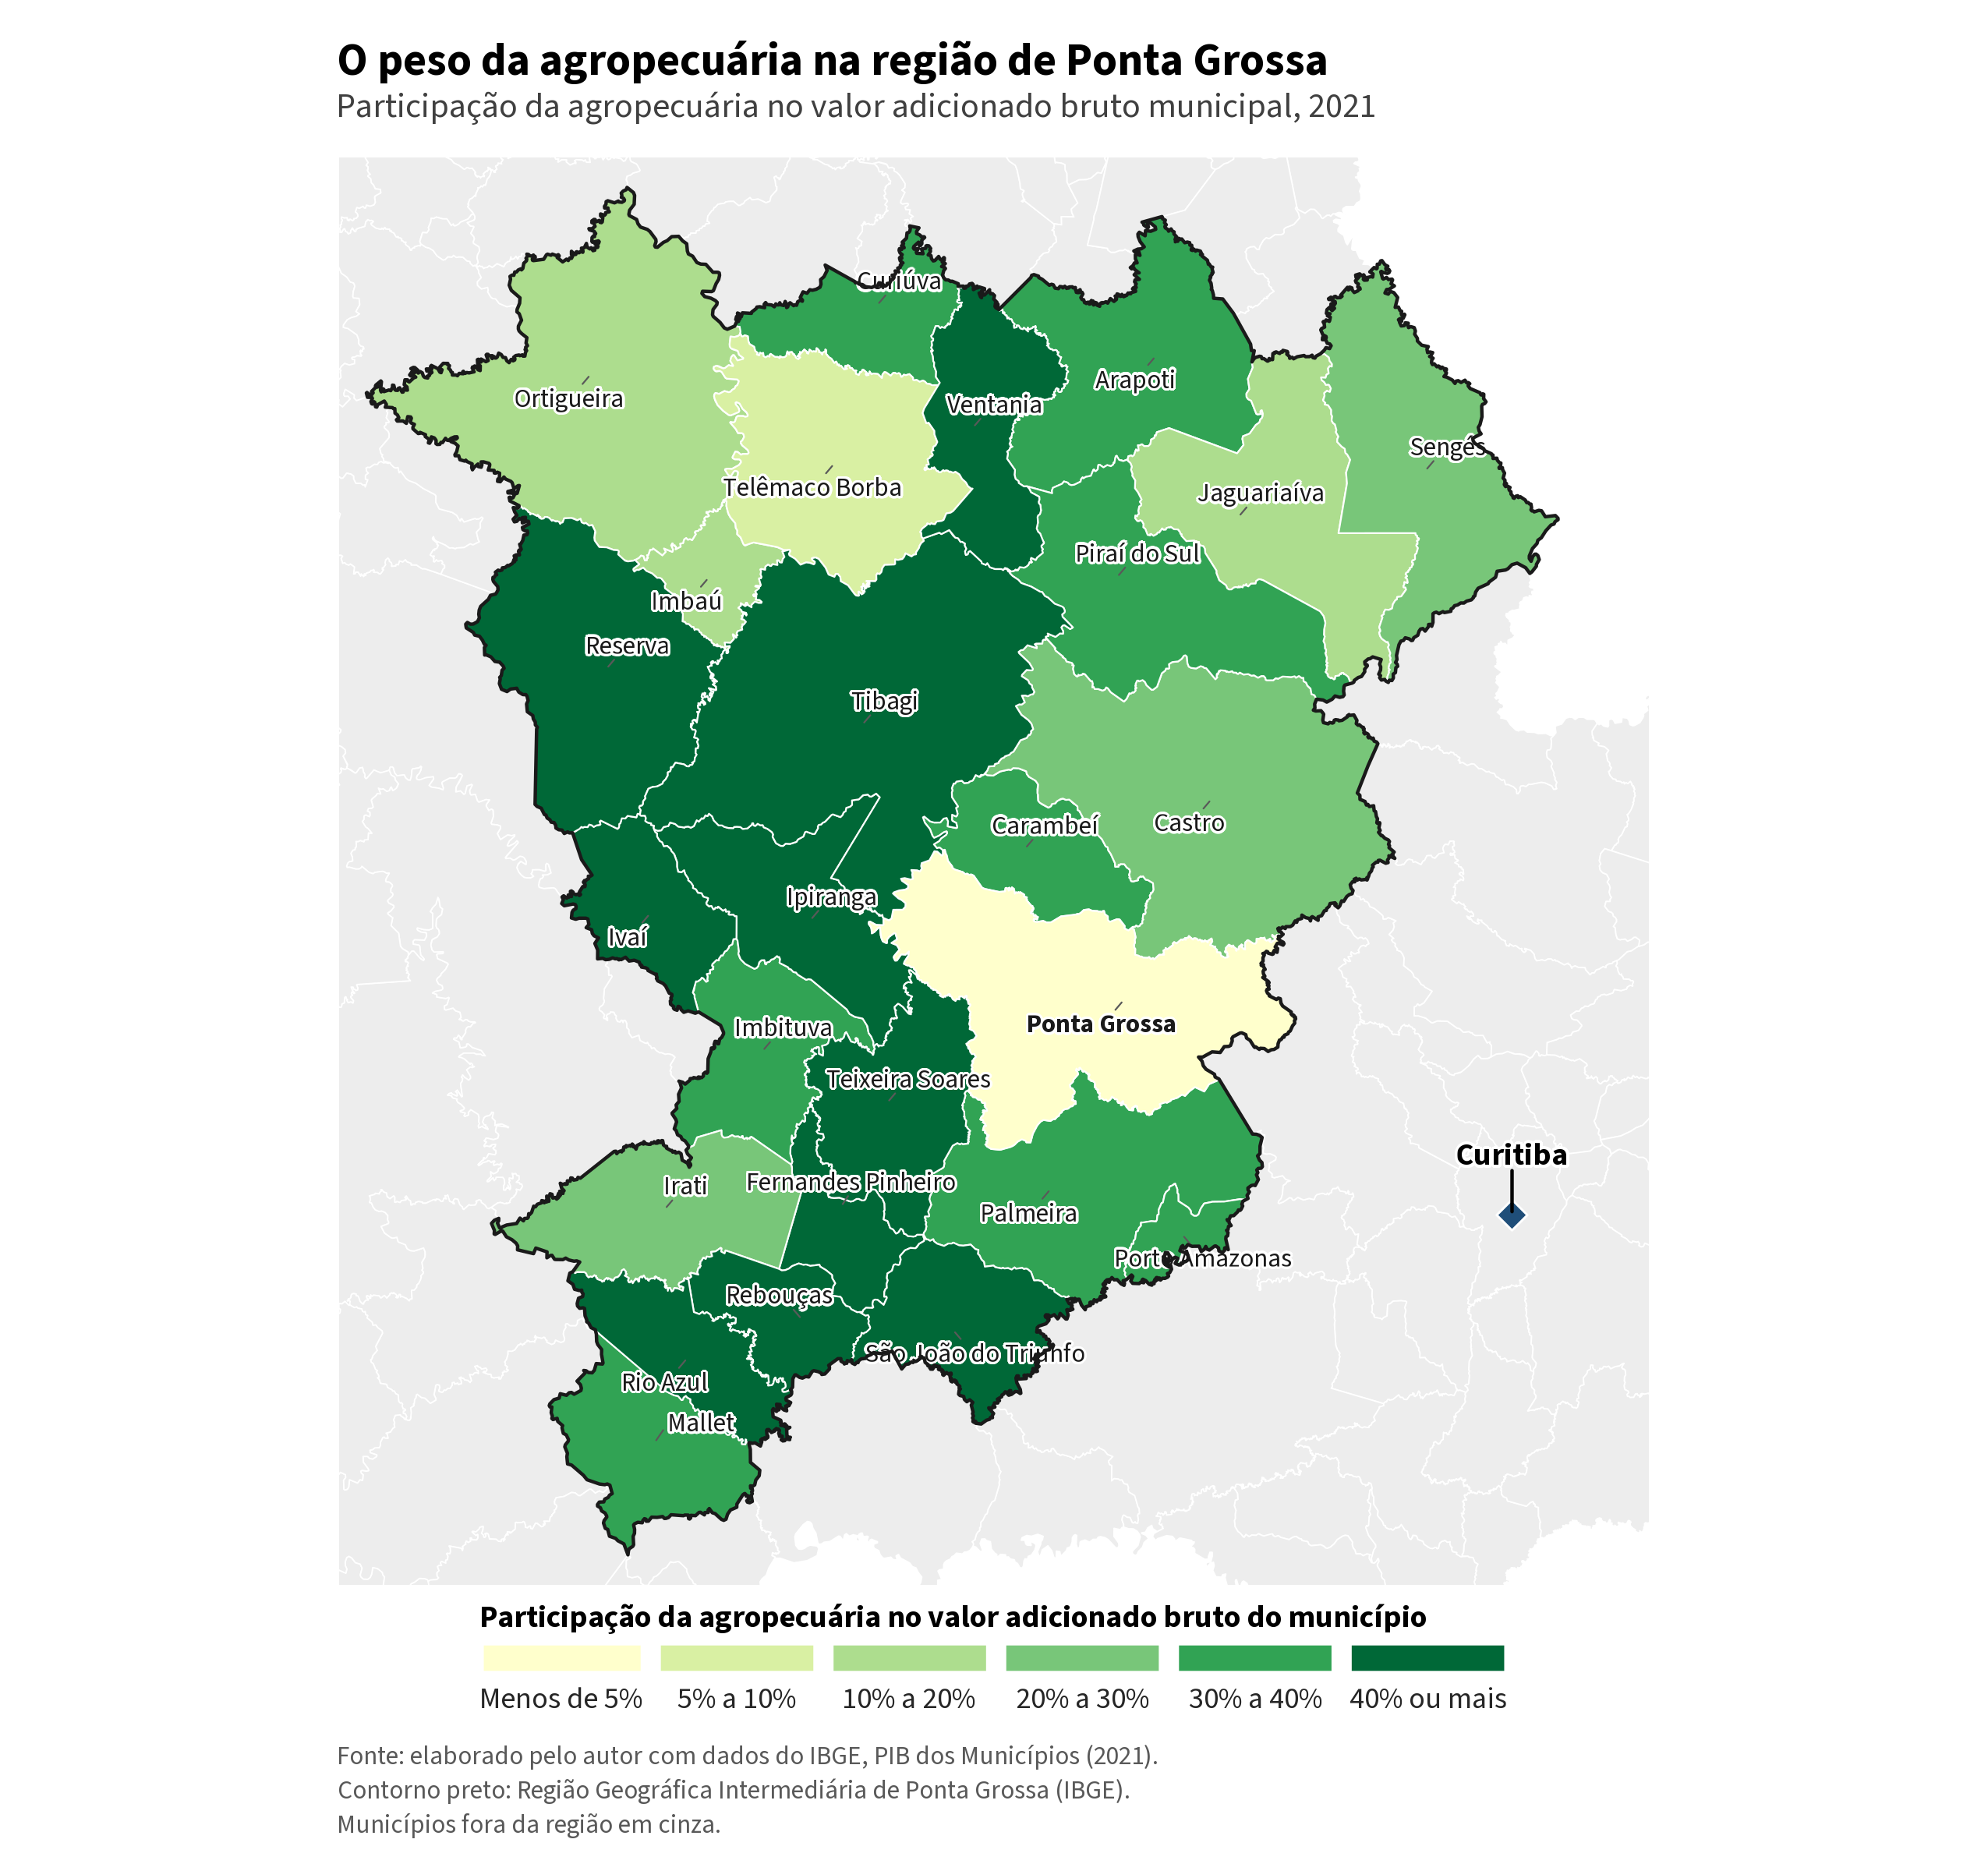 O peso da agropecuária na região de Ponta Grossa
Participação da agropecuária no valor adicionado bruto municipal, 2021
Curiúva
Arapoti
Ortigueira
Ventania
Sengés
Telêmaco Borba
Jaguariaíva
Piraí do Sul
Imbaú
Reserva
Tibagi
Carambeí
Castro
Ipiranga
Ivaí
Ponta Grossa
Imbituva
Teixeira Soares
Curitiba
Fernandes Pinheiro
Irati
Palmeira
Porto Amazonas
Rebouças
São João do Triunfo
Rio Azul
Mallet
Participação da agropecuária no valor adicionado bruto do município
Menos de 5%
5% a 10%
10% a 20%
20% a 30%
30% a 40%
40% ou mais
Fonte: elaborado pelo autor com dados do IBGE, PIB dos Municípios (2021).
Contorno preto: Região Geográfica Intermediária de Ponta Grossa (IBGE).
Municípios fora da região em cinza.